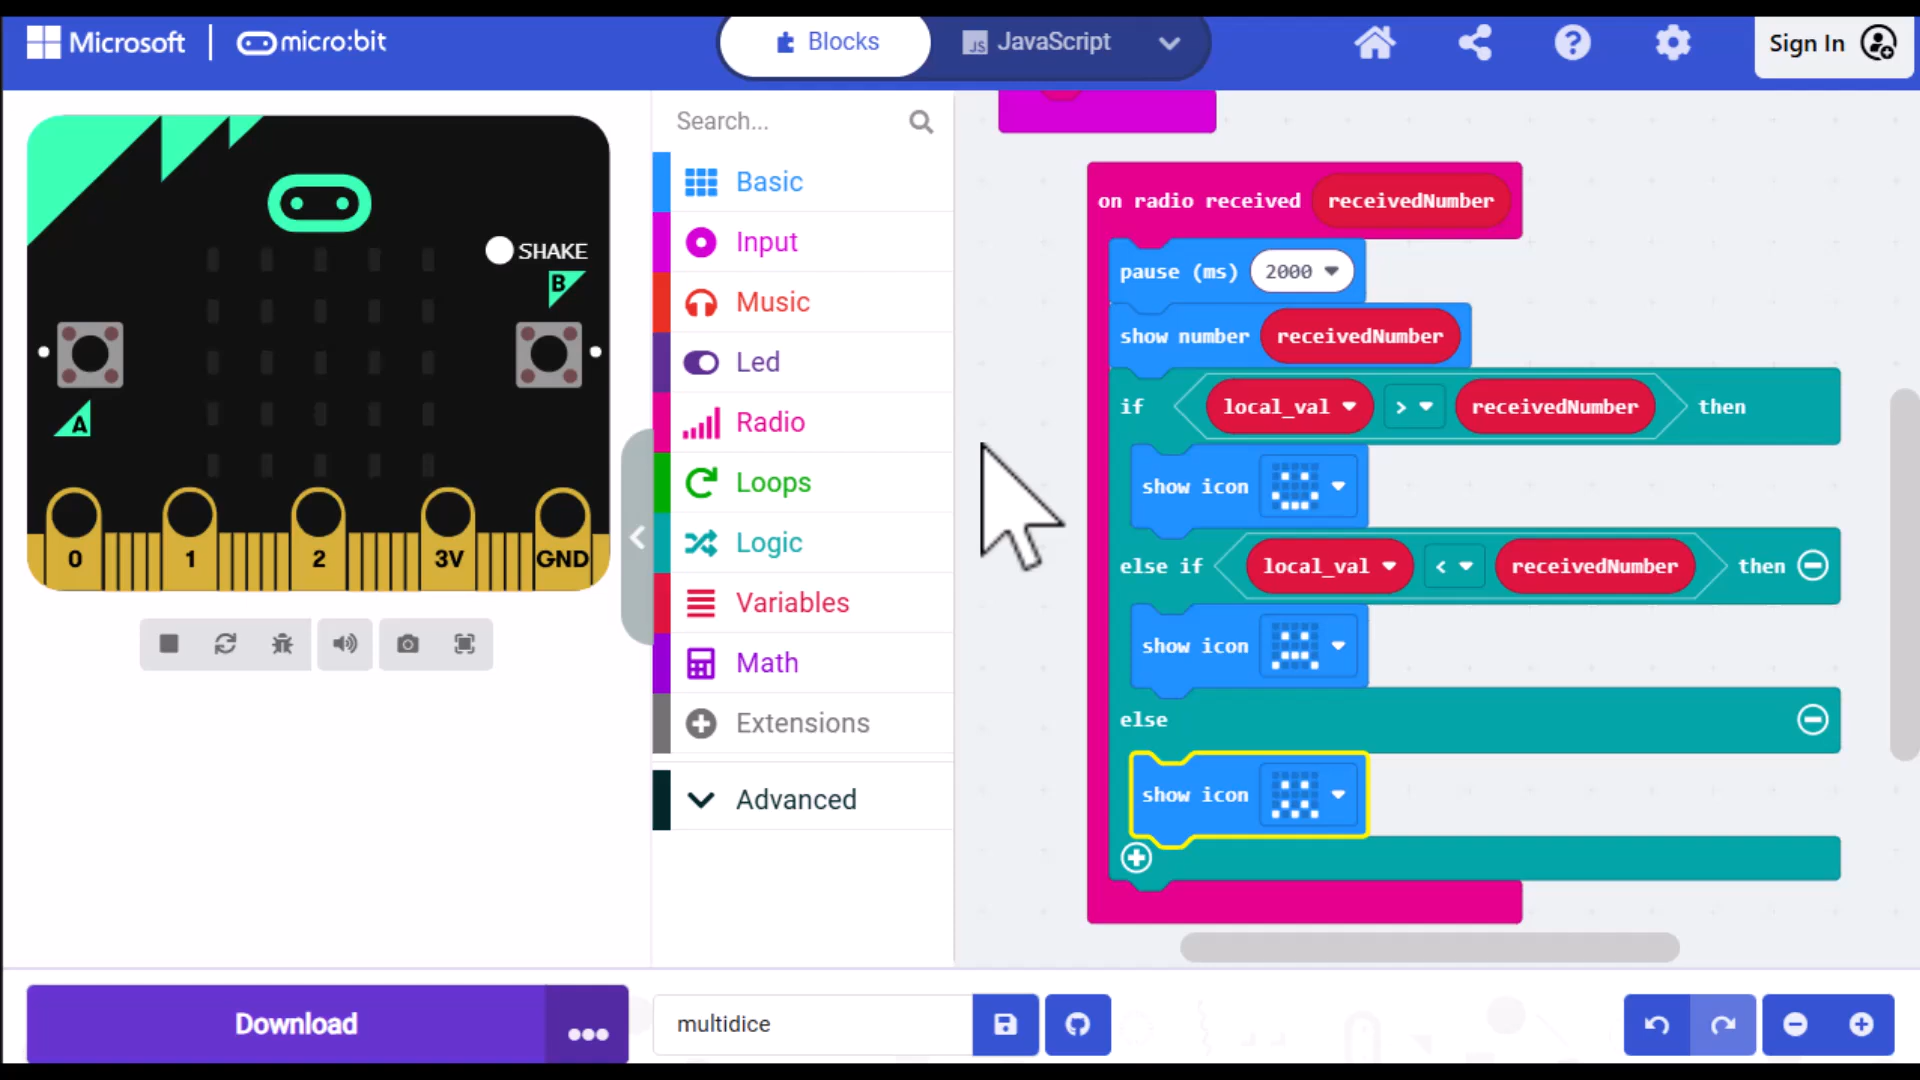 Microsoft | micro:bit
Blocks
JS JavaScript
Sign In
SHAKE
B
A
0 1 2 3V GND
Search...
Basic
Input
Music
Led
Radio
Loops
Logic
Variables
Math
Extensions
Advanced
on radio received receivedNumber
pause (ms) 2000
show number receivedNumber
if local_val > receivedNumber then
show icon
else if local_val < receivedNumber then
show icon
else
show icon
Download
multidice